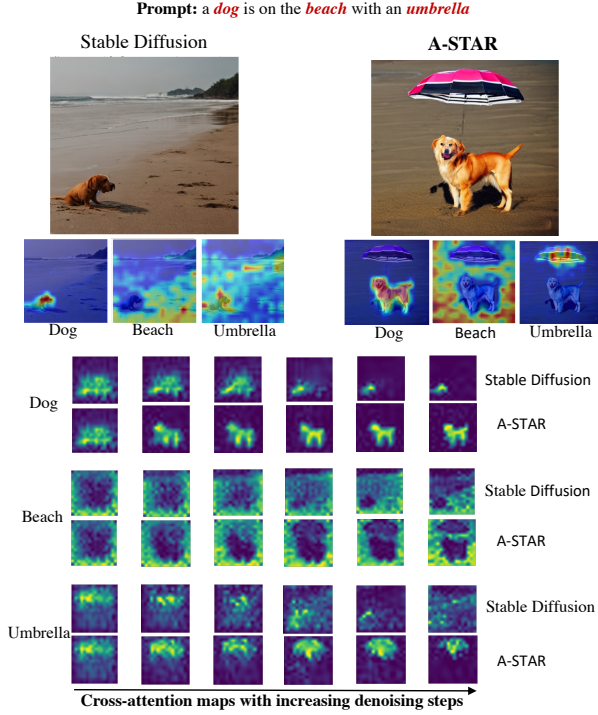 Prompt: a dog is on the beach with an umbrella
Stable Diffusion
A-STAR
Dog
Beach
Umbrella
Dog
Beach
Umbrella
Dog
Stable Diffusion
A-STAR
Beach
Stable Diffusion
A-STAR
Umbrella
Stable Diffusion
A-STAR
Cross-attention maps with increasing denoising steps